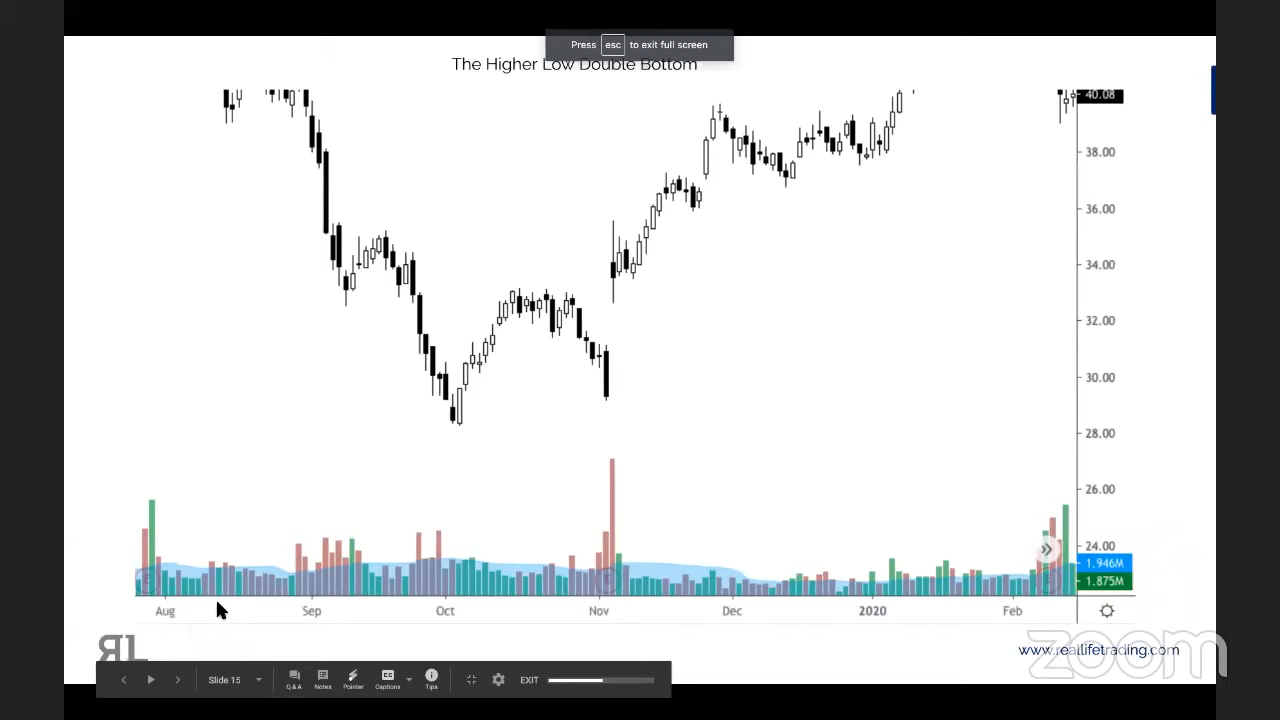 Press esc to exit full screen
The Higher Low Double Bottom
40.08
38.00
36.00
34.00
32.00
30.00
28.00
26.00
24.00
1.946M
1.875M
Aug Sep Oct Nov Dec 2020 Feb
RL
www.reallifetrading.com
zoom
Slide 15
Q & A Notes Pointer Captions Tips EXIT